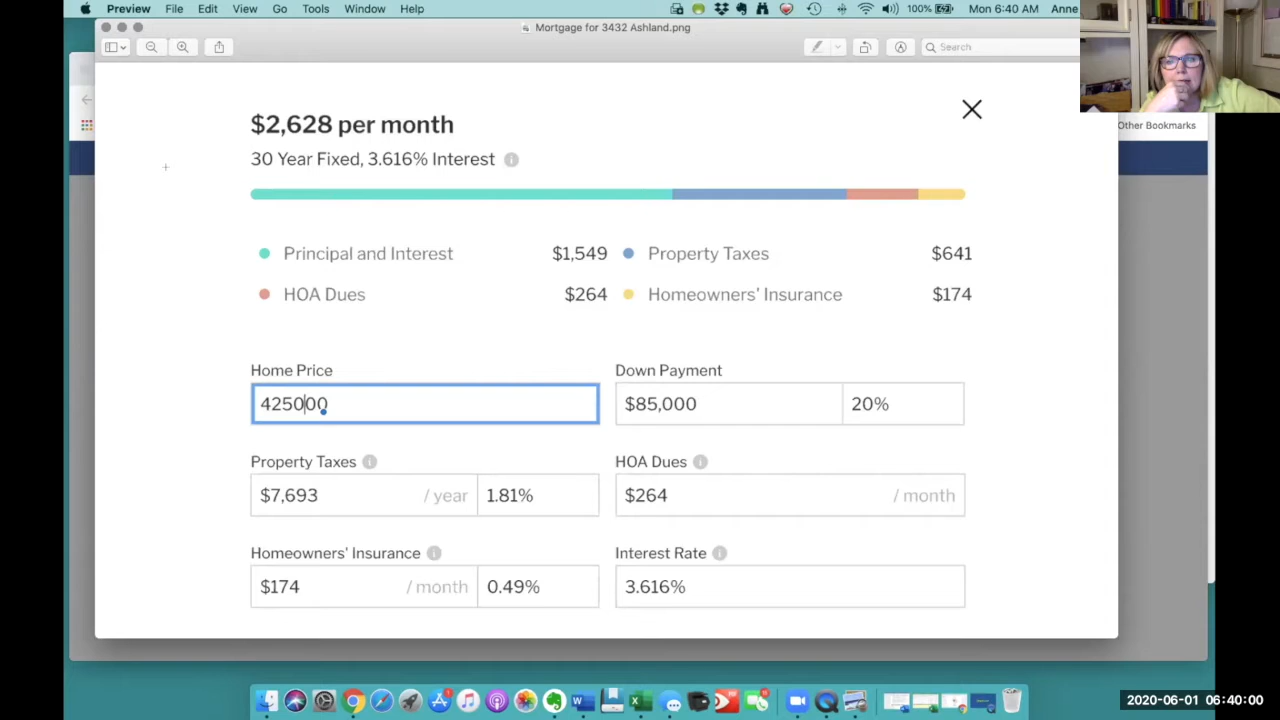 Preview File Edit View Go Tools Window Help 100% Mon 6:40 AM Anne
Mortgage for 3432 Ashland.png
Search
Other Bookmarks
$2,628 per month
30 Year Fixed, 3.616% Interest
Principal and Interest $1,549 Property Taxes $641
HOA Dues $264 Homeowners' Insurance $174
Home Price Down Payment
425000 $85,000 20%
Property Taxes HOA Dues
$7,693 / year 1.81% $264 / month
Homeowners' Insurance Interest Rate
$174 / month 0.49% 3.616%
2020-06-01 06:40:00